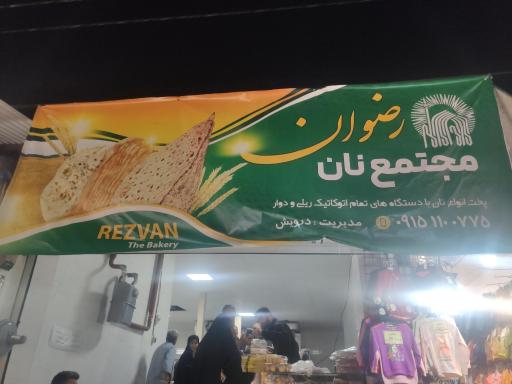 رضوان
مجتمع نان
پخت انواع نان با دستگاه های تمام اتوماتیک ریلی و دوار
مدیریت : درویش ۰۹۱۵ ۱۱۰ ۰۷۷۵
REZVAN
The Bakery